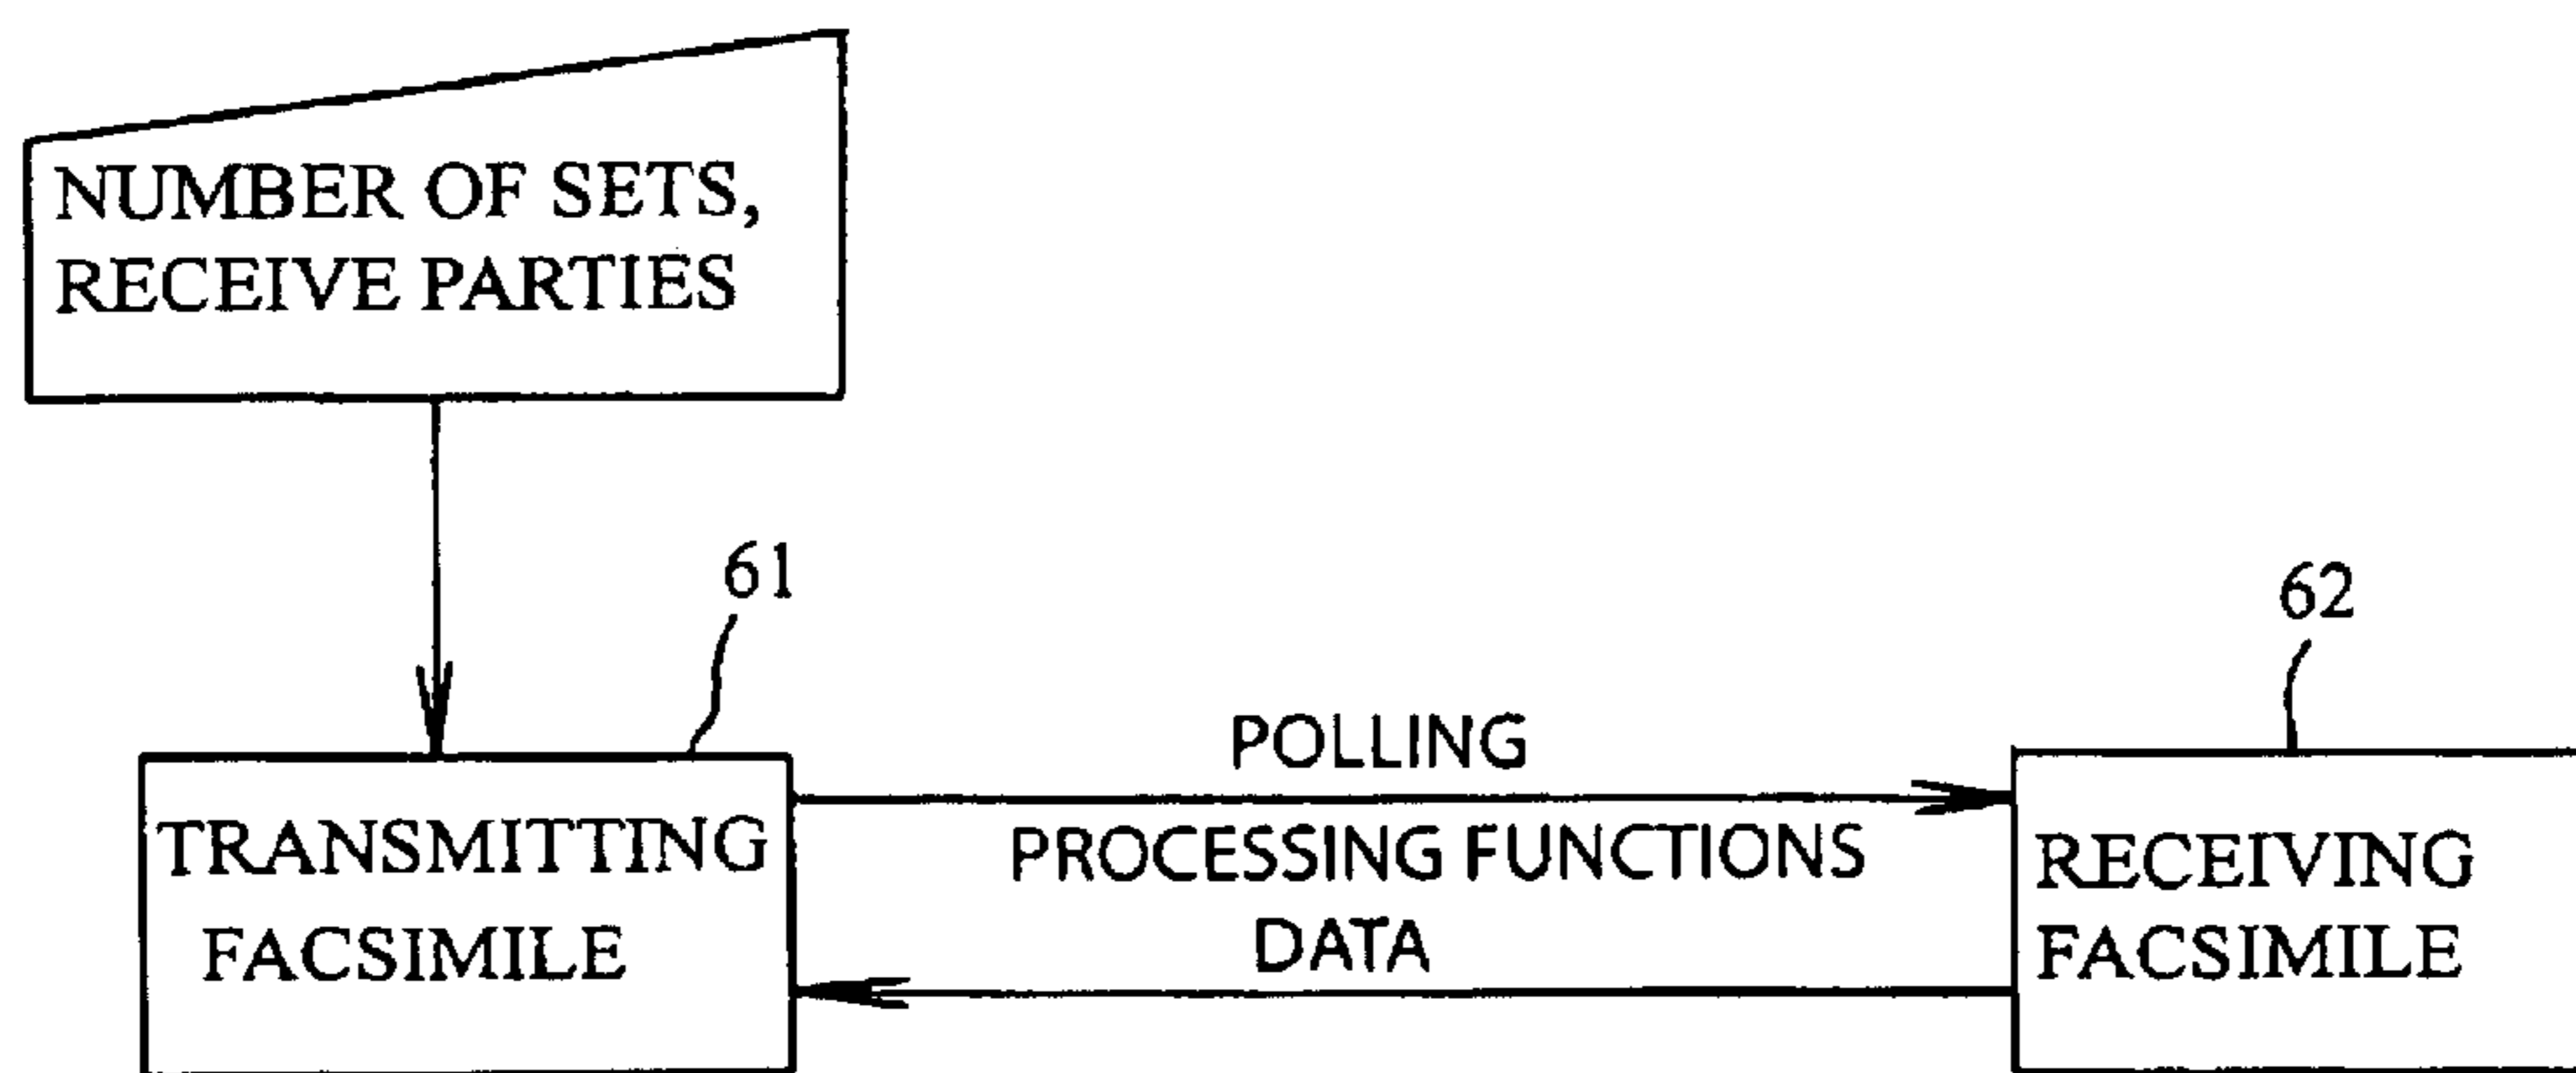 NUMBER OF SETS,
RECEIVE PARTIES
61
62
POLLING
TRANSMITTING
FACSIMILE
PROCESSING FUNCTIONS
DATA
RECEIVING
FACSIMILE